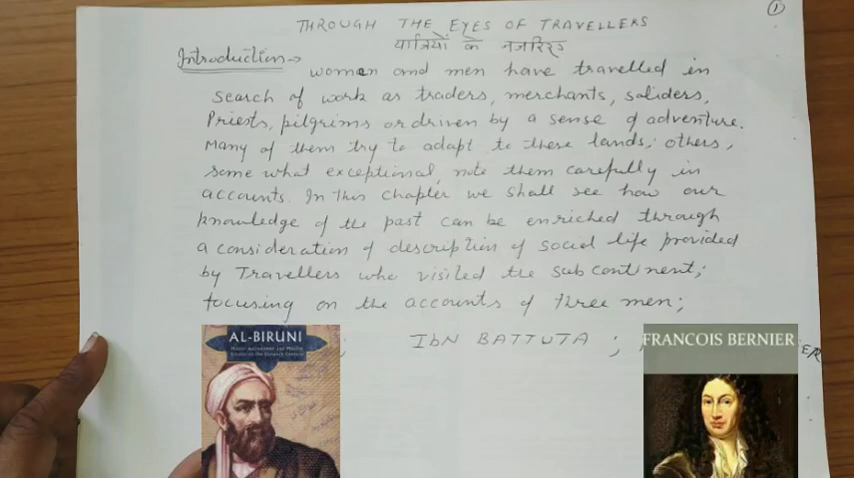 ①
THROUGH THE EYES OF TRAVELLERS
यात्रियों के नजरिए
Introduction→
women and men have travelled in
search of work as traders, merchants, soliders,
Priests, pilgrims or driven by a sense of adventure.
Many of them try to adapt to these lands; others,
some what exceptional, note them carefully in
accounts. In this chapter we shall see how our
knowledge of the past can be enriched through
a consideration of description of social life provided
by Travellers who visited the sub continent;
focusing on the accounts of three men;
AL-BIRUNI
; IbN BATTUTA ;
FRANCOIS BERNIER
ER